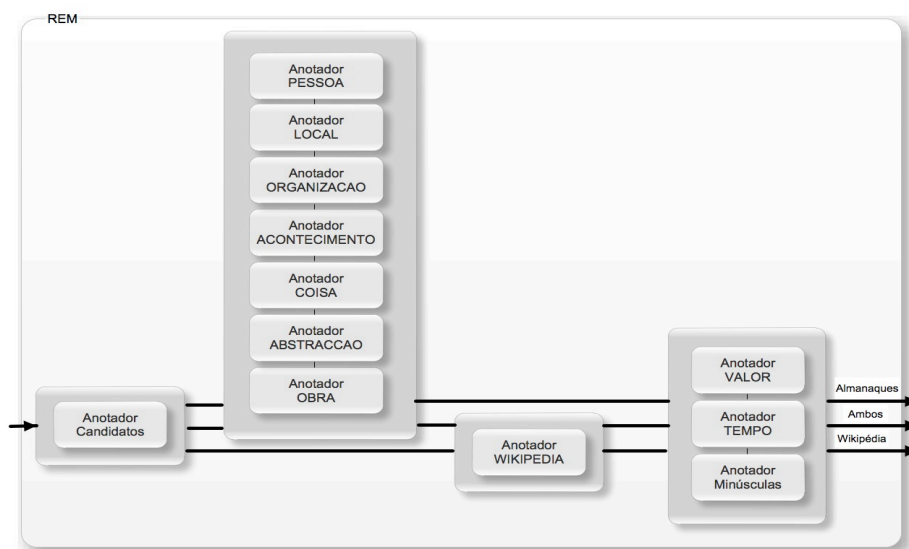 REM
Anotador
PESSOA
Anotador
LOCAL
Anotador
ORGANIZACAO
Anotador
ACONTECIMENTO
Anotador
COISA
Anotador
ABSTRACCAO
Anotador
OBRA
Anotador
Candidatos
Anotador
WIKIPEDIA
Anotador
VALOR
Anotador
TEMPO
Anotador
Minúsculas
Almanaques
Ambos
Wikipédia